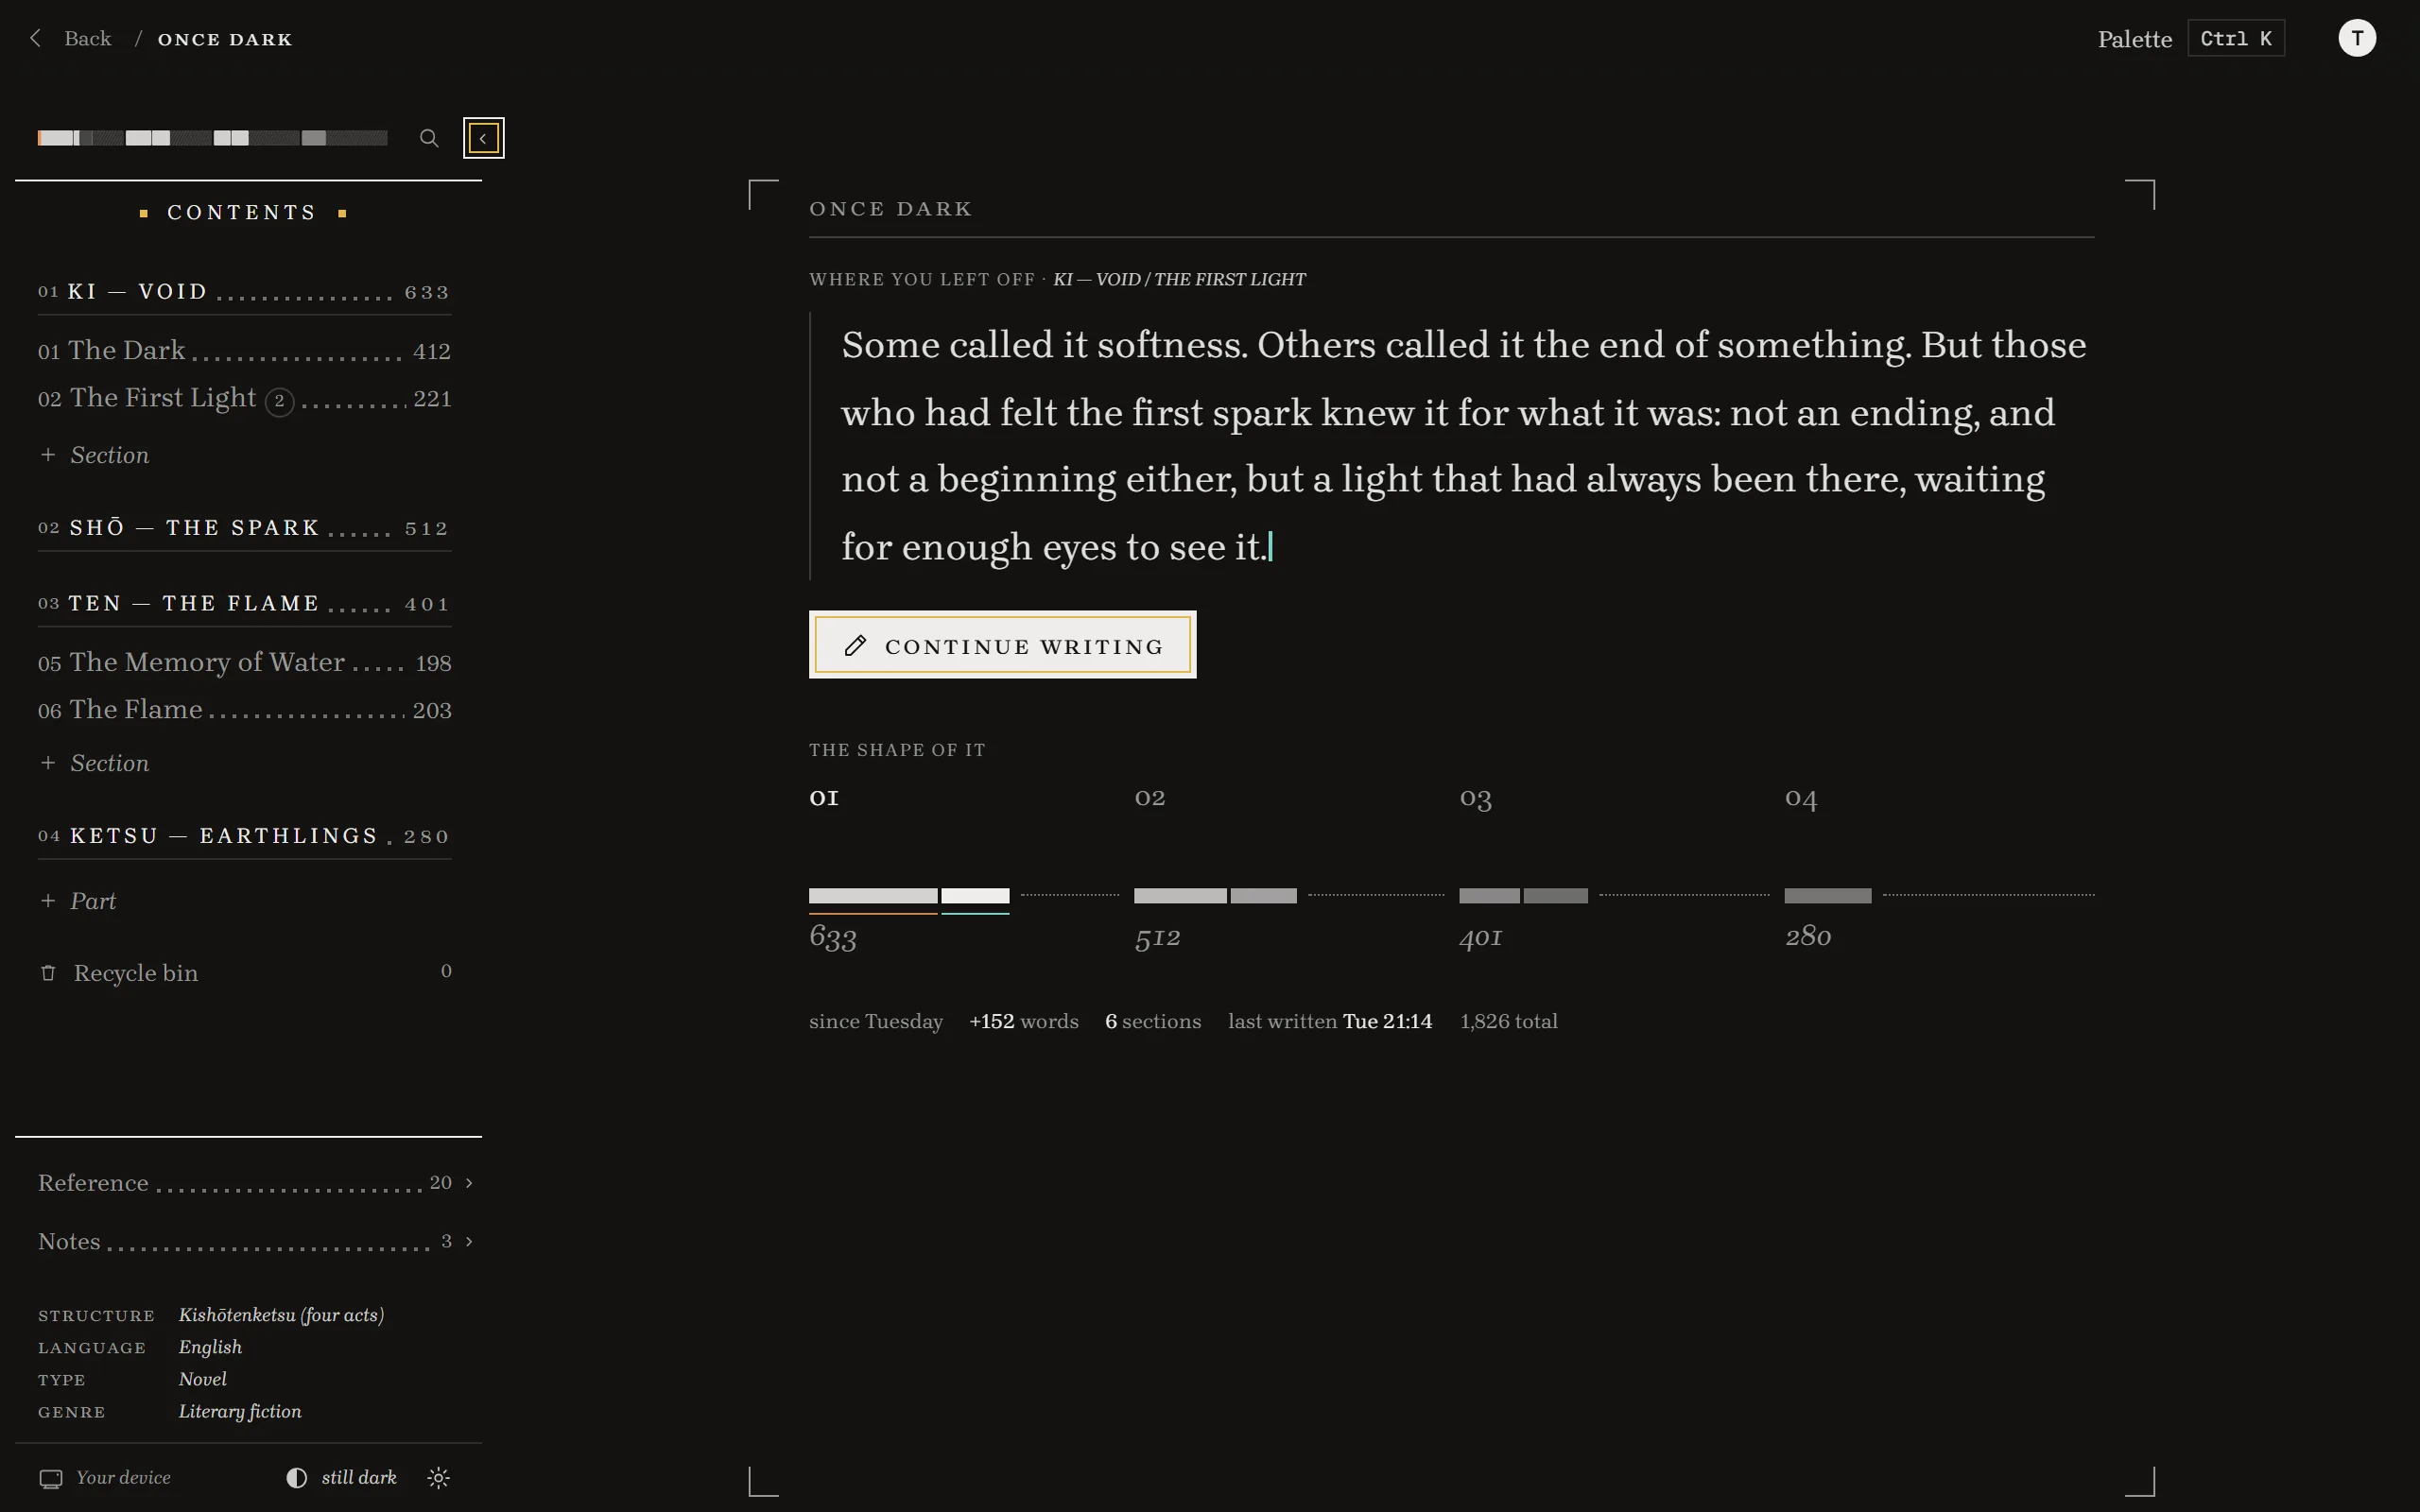 Back / ONCE DARK
Palette Ctrl K T
CONTENTS
01 KI — VOID 633
01 The Dark 412
02 The First Light 2 221
+ Section
02 SHŌ — THE SPARK 512
03 TEN — THE FLAME 401
05 The Memory of Water 198
06 The Flame 203
+ Section
04 KETSU — EARTHLINGS 280
+ Part
Recycle bin 0
Reference 20
Notes 3
STRUCTURE Kishōtenketsu (four acts)
LANGUAGE English
TYPE Novel
GENRE Literary fiction
Your device still dark
ONCE DARK
WHERE YOU LEFT OFF · KI — VOID / THE FIRST LIGHT
Some called it softness. Others called it the end of something. But those
who had felt the first spark knew it for what it was: not an ending, and
not a beginning either, but a light that had always been there, waiting
for enough eyes to see it.
CONTINUE WRITING
THE SHAPE OF IT
01 02 03 04
633 512 401 280
since Tuesday +152 words 6 sections last written Tue 21:14 1,826 total